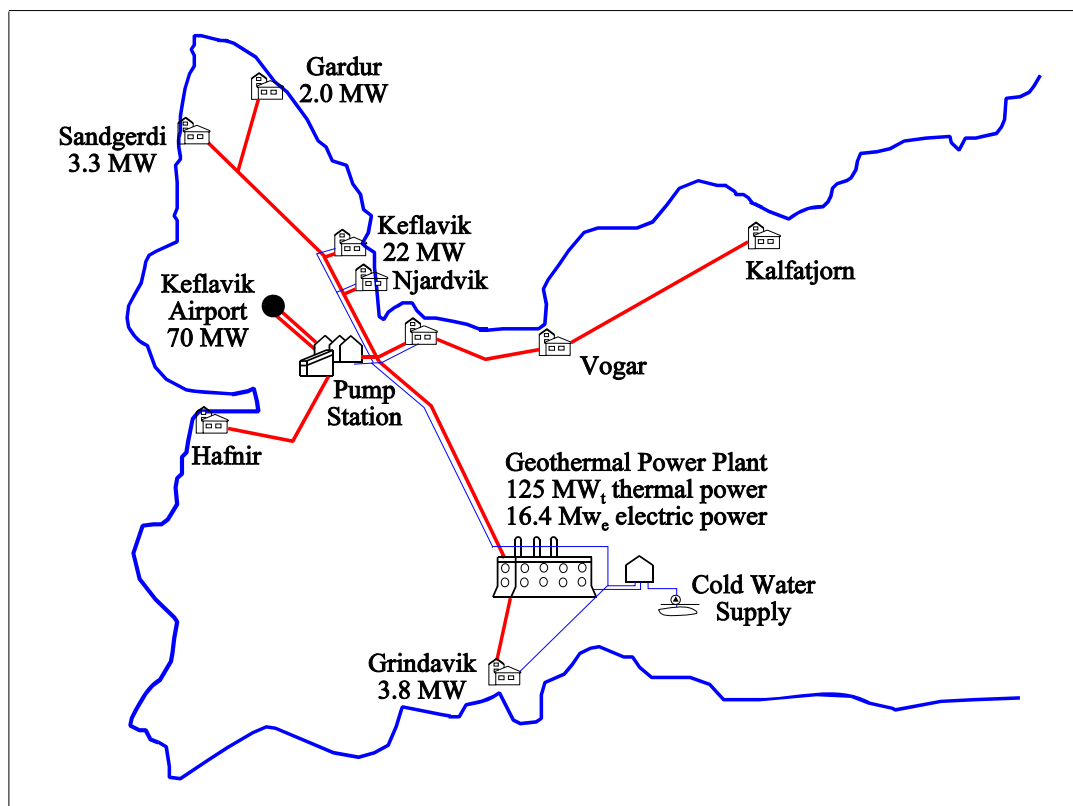 Gardur
2.0 MW
Sandgerdi
3.3 MW
Keflavik
22 MW
Njardvik
Kalfatjorn
Keflavik
Airport
70 MW
Vogar
Pump
Station
Hafnir
Geothermal Power Plant
125 MWt thermal power
16.4 Mwe electric power
Cold Water
Supply
Grindavik
3.8 MW